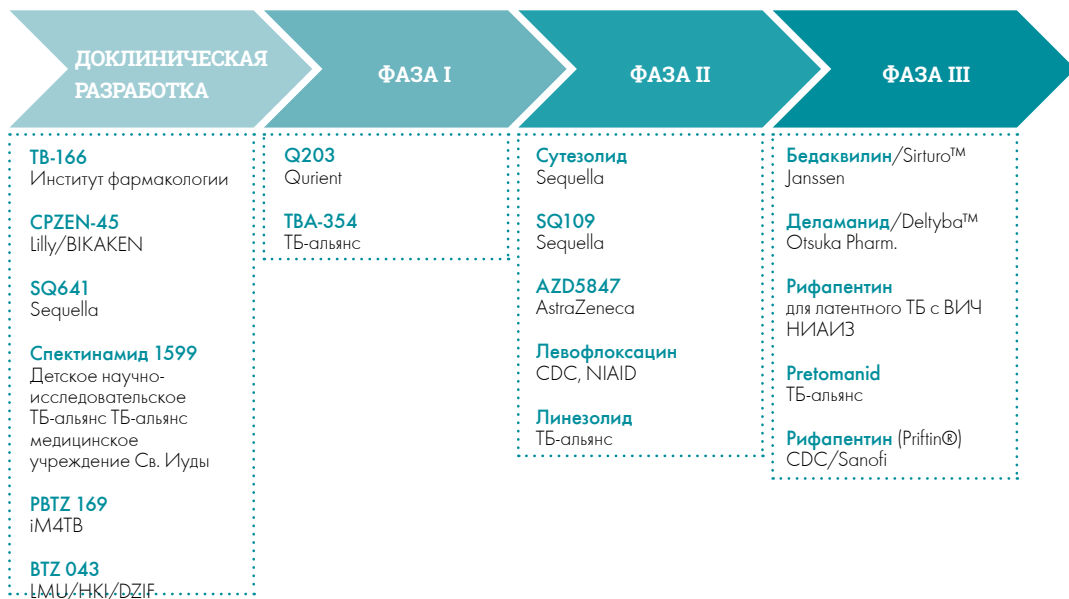 ДОКЛИНИЧЕСКАЯ
РАЗРАБОТКА
ФАЗА I
ФАЗА II
ФАЗА III
TB-166
Институт фармакологии
CPZEN-45
Lilly/BIKAKEN
SQ641
Sequella
Спектинамид 1599
Детское научно-
исследовательское
ТБ-альянс ТБ-альянс
медицинское
учреждение Св. Иуды
PBTZ 169
iM4TB
BTZ 043
LMU/HKI/DZIF
Q203
Qurient
TBA-354
ТБ-альянс
Сутезолид
Sequella
SQ109
Sequella
AZD5847
AstraZeneca
Левофлоксацин
CDC, NIAID
Линезолид
ТБ-альянс
Бедаквилин/Sirturo™
Janssen
Деламанид/Deltyba™
Otsuka Pharm.
Рифапентин
для латентного ТБ с ВИЧ
НИАИЗ
Pretomanid
ТБ-альянс
Рифапентин (Priftin®)
CDC/Sanofi